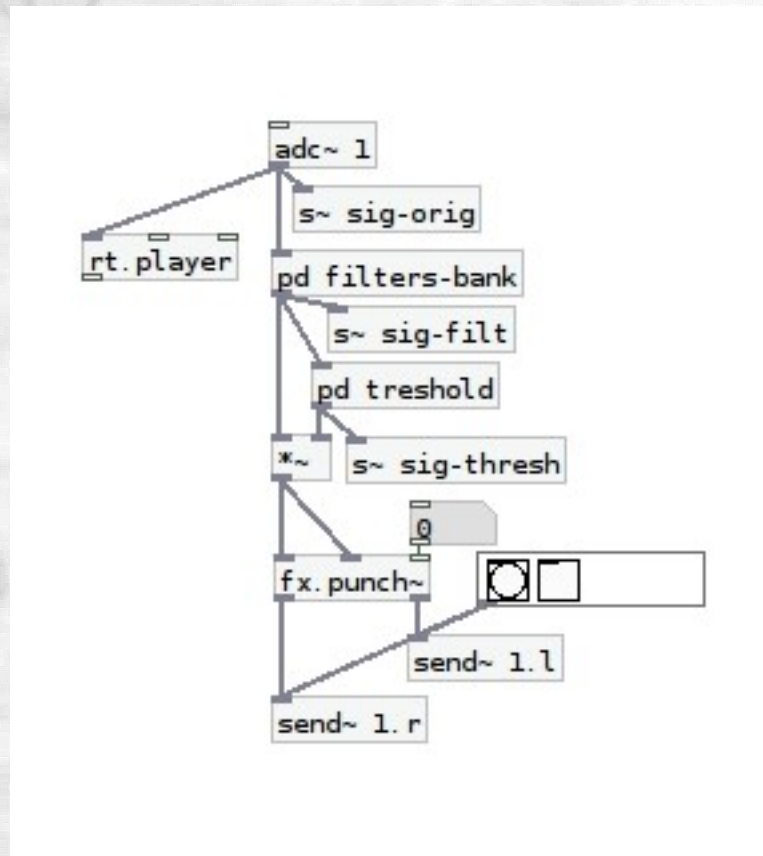 adc~ 1
s~ sig-orig
rt.player
pd filters-bank
s~ sig-filt
pd treshold
*~
s~ sig-thresh
0
fx.punch~
send~ 1.l
send~ 1.r